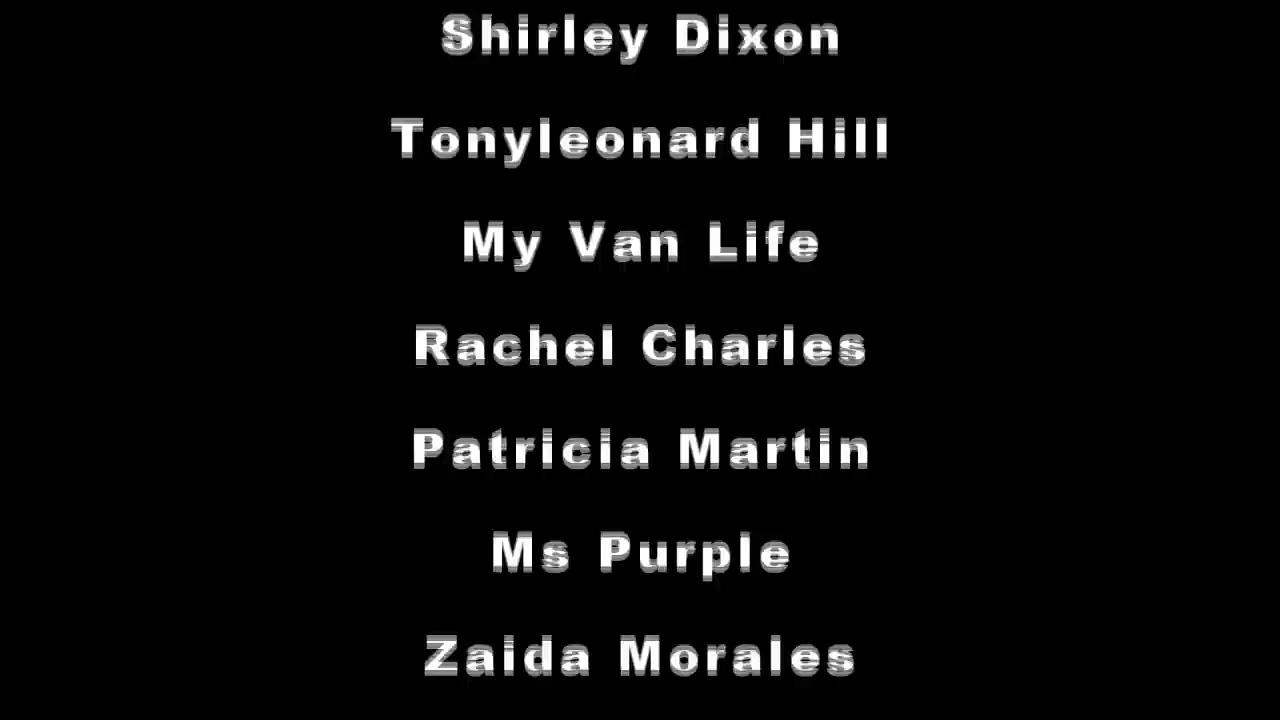 Shirley Dixon
Tonyleonard Hill
My Van Life
Rachel Charles
Patricia Martin
Ms Purple
Zaida Morales